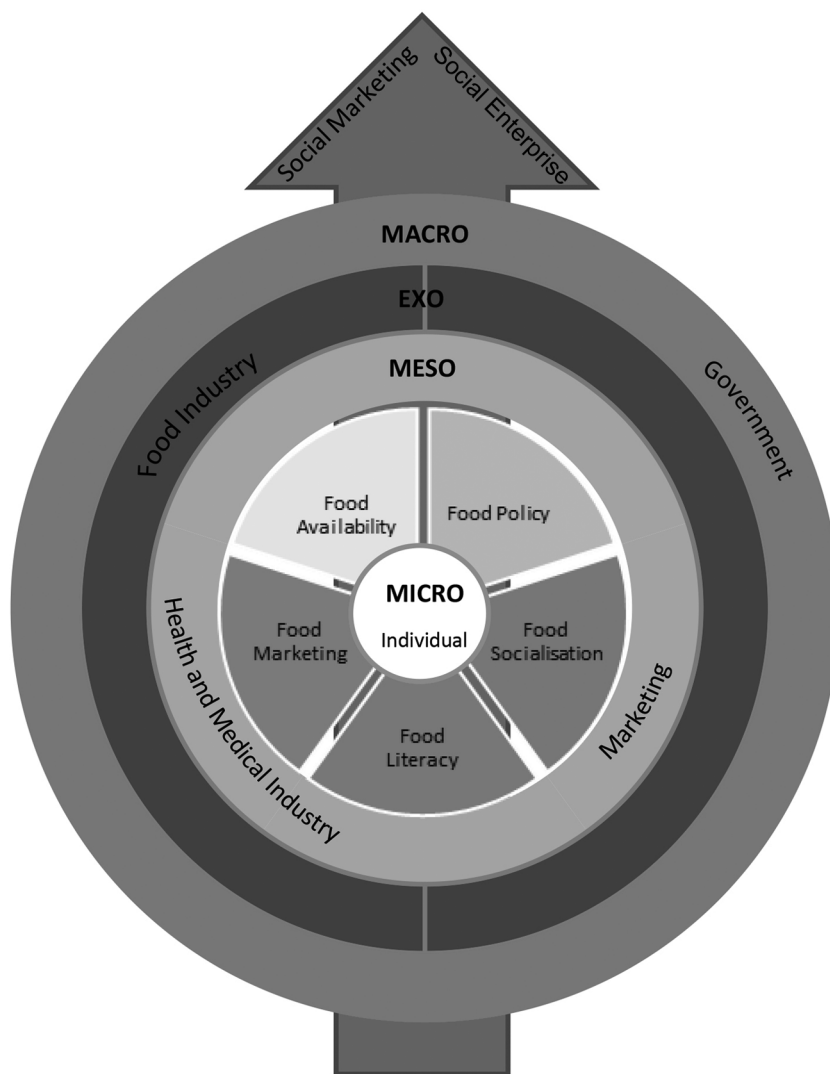 Social Marketing
Social Enterprise
MACRO
EXO
MESO
Food Industry
Government
Food
Availability
Food Policy
MICRO
Individual
Food
Marketing
Food
Socialisation
Food
Literacy
Health and Medical Industry
Marketing